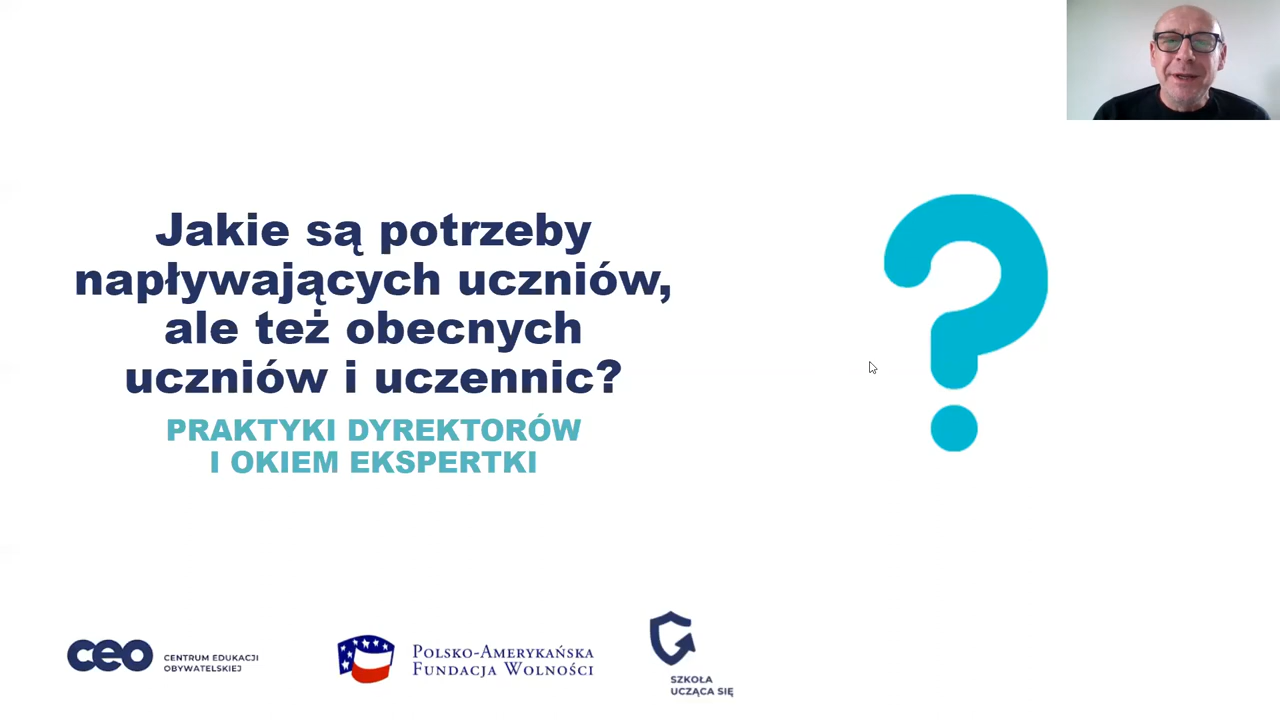 Jakie są potrzeby
napływających uczniów,
ale też obecnych
uczniów i uczennic?
PRAKTYKI DYREKTORÓW
I OKIEM EKSPERTKI
?
ceo
CENTRUM EDUKACJI
OBYWATELSKIEJ
POLSKO-AMERYKAŃSKA
FUNDACJA WOLNOŚCI
SZKOŁA
UCZĄCA SIĘ